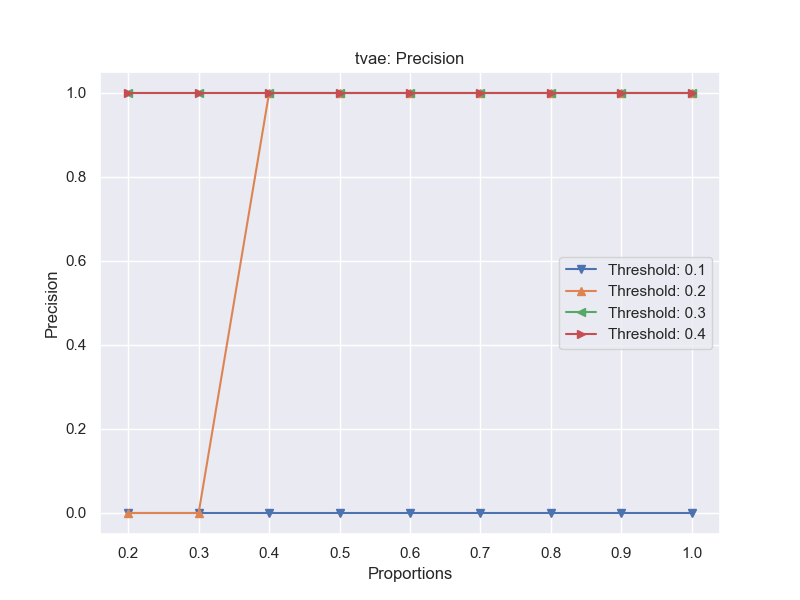 tvae: Precision
1.0
0.8
0.6
0.4
0.2
0.0
Precision
Threshold: 0.1
Threshold: 0.2
Threshold: 0.3
Threshold: 0.4
0.2 0.3 0.4 0.5 0.6 0.7 0.8 0.9 1.0
Proportions